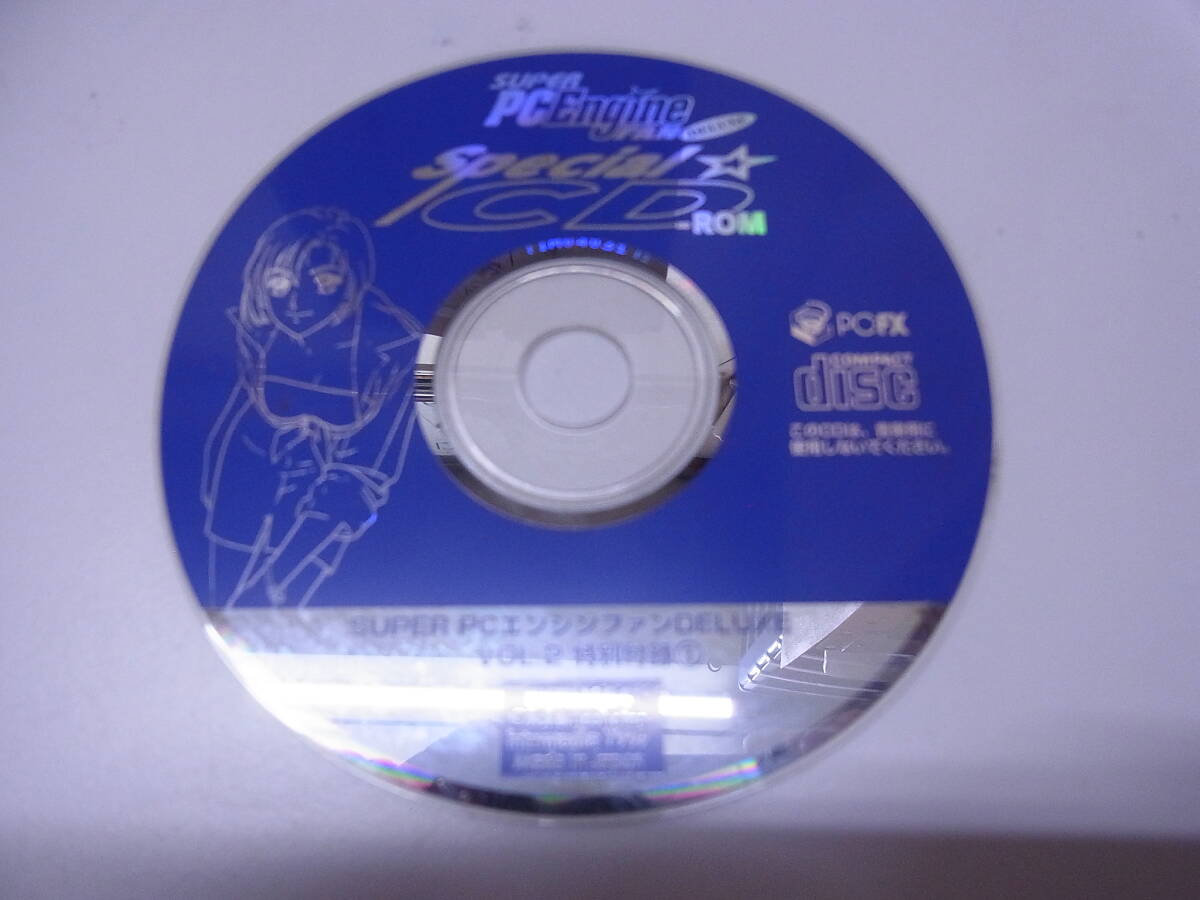 SUPER
PCEngine
FAN DELUXE
Special
CD-ROM
PCFX
COMPACT
disc
このCDは、音楽用に
使用しないでください。
SUPER PCエンジンファンDELUXE
VOL 2 特別付録①